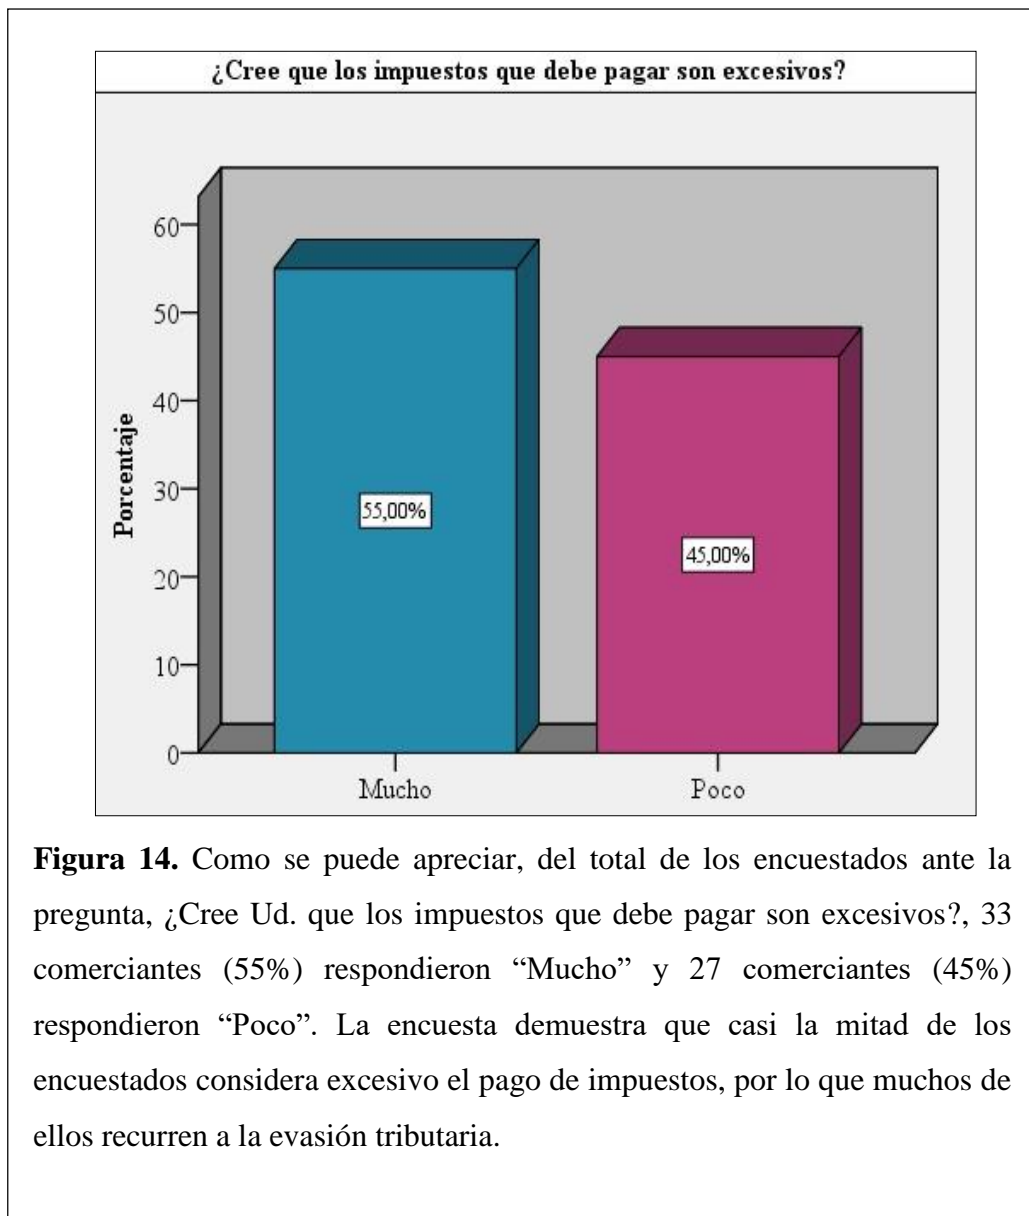 ¿Cree que los impuestos que debe pagar son excesivos?
60
50
40
30
20
10
0
Porcentaje
55,00%
45,00%
Mucho
Poco
Figura 14. Como se puede apreciar, del total de los encuestados ante la
pregunta, ¿Cree Ud. que los impuestos que debe pagar son excesivos?, 33
comerciantes (55%) respondieron “Mucho” y 27 comerciantes (45%)
respondieron “Poco”. La encuesta demuestra que casi la mitad de los
encuestados considera excesivo el pago de impuestos, por lo que muchos de
ellos recurren a la evasión tributaria.